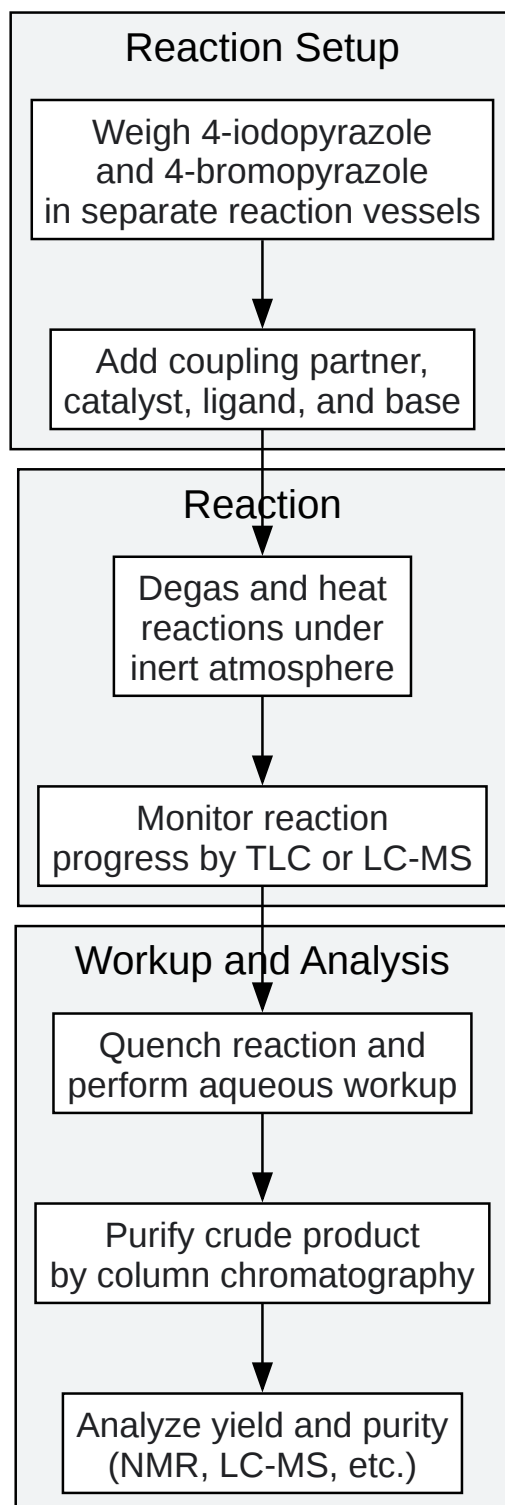 Reaction Setup
Weigh 4-iodopyrazole
and 4-bromopyrazole
in separate reaction vessels
Add coupling partner,
catalyst, ligand, and base
Reaction
Degas and heat
reactions under
inert atmosphere
Monitor reaction
progress by TLC or LC-MS
Workup and Analysis
Quench reaction and
perform aqueous workup
Purify crude product
by column chromatography
Analyze yield and purity
(NMR, LC-MS, etc.)